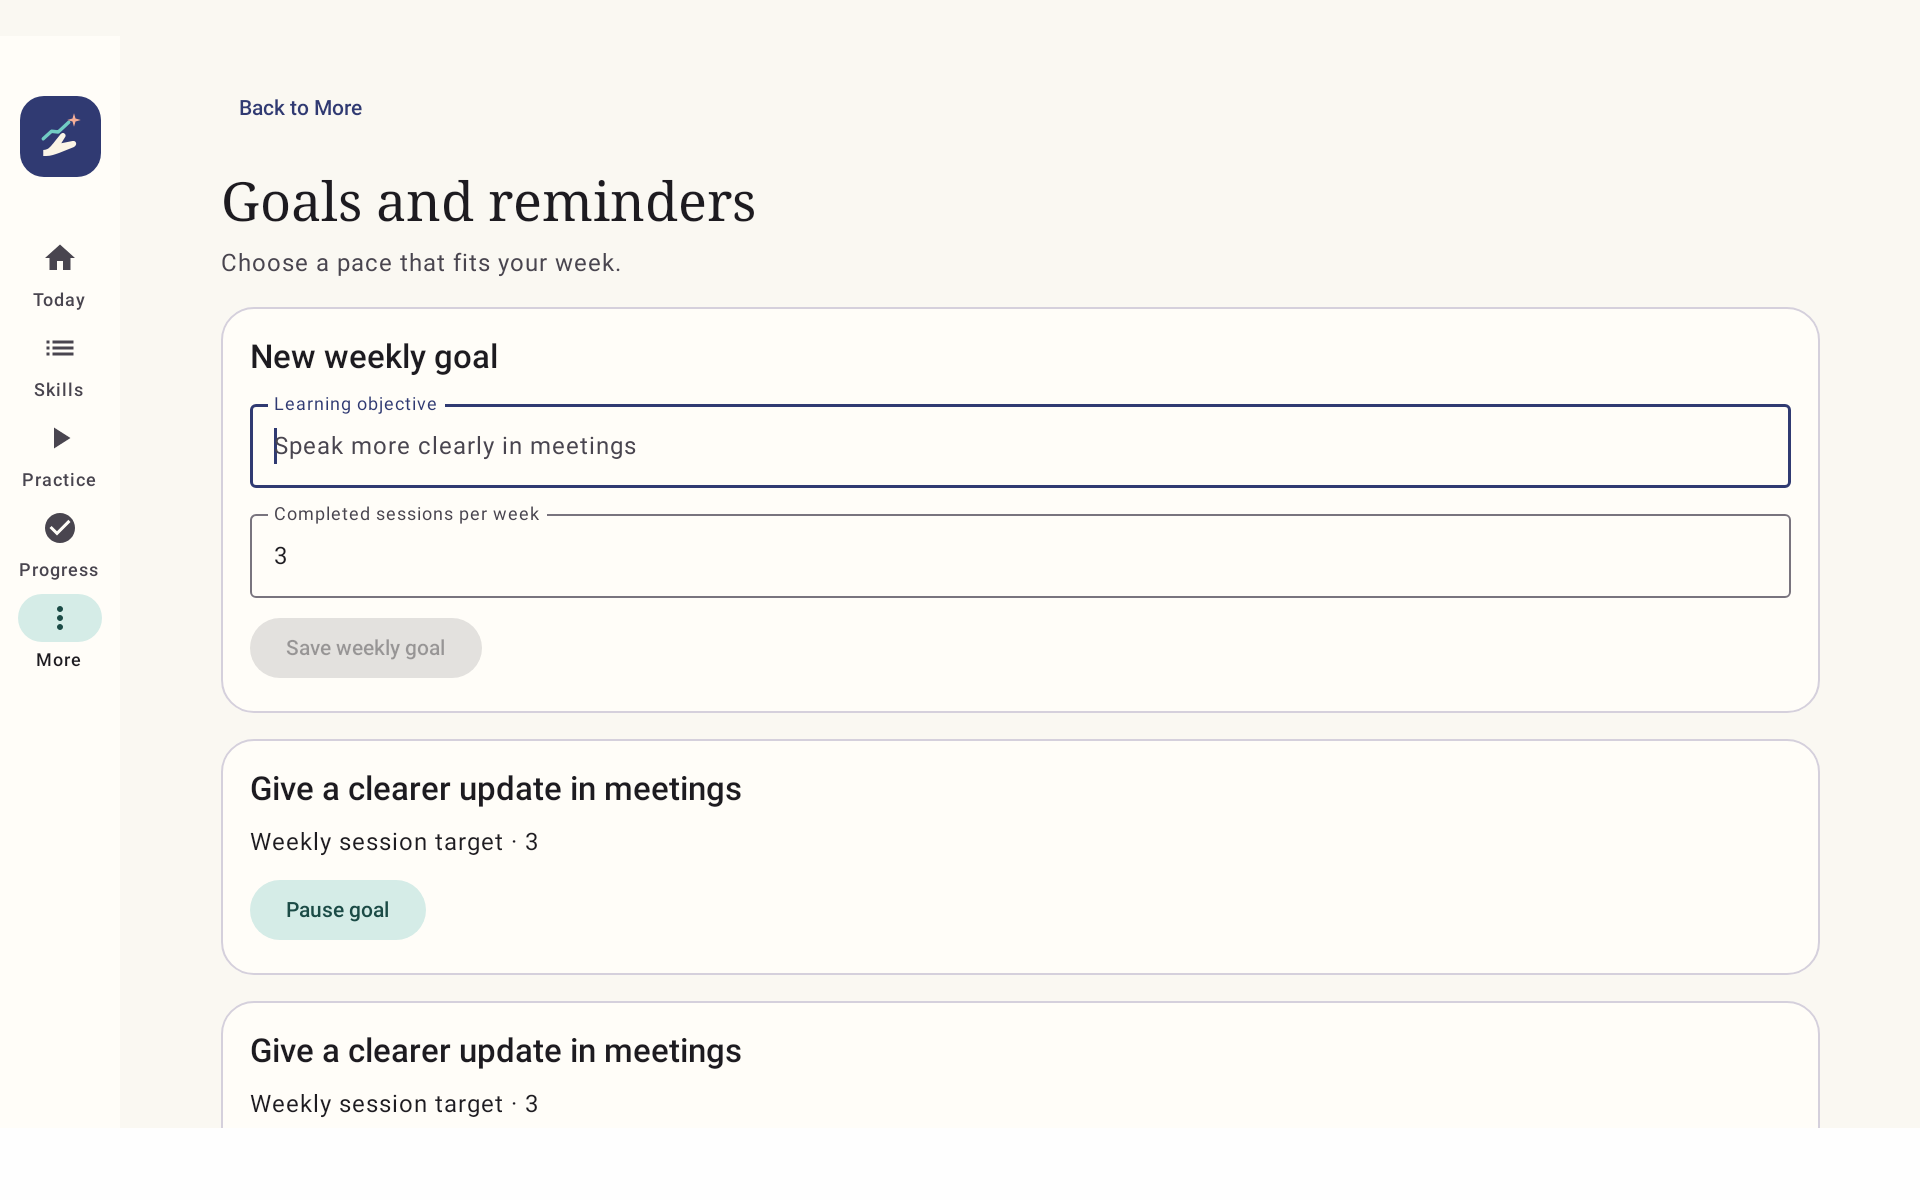 Back to More
Goals and reminders
Choose a pace that fits your week.
Today
Skills
Practice
Progress
More
New weekly goal
Learning objective
Speak more clearly in meetings
Completed sessions per week
3
Save weekly goal
Give a clearer update in meetings
Weekly session target · 3
Pause goal
Give a clearer update in meetings
Weekly session target · 3